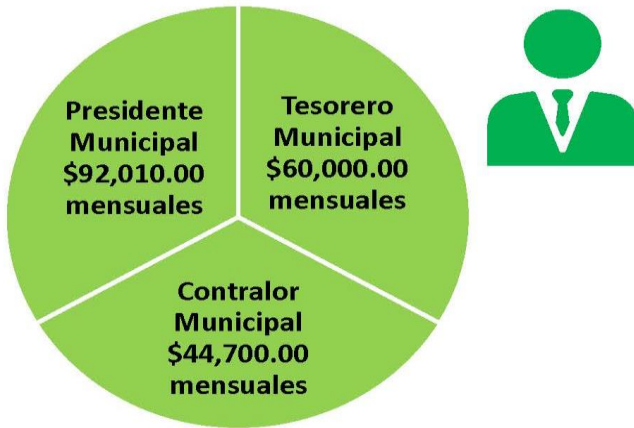 Presidente
Municipal
$92,010.00
mensuales
Tesorero
Municipal
$60,000.00
mensuales
Contralor
Municipal
$44,700.00
mensuales